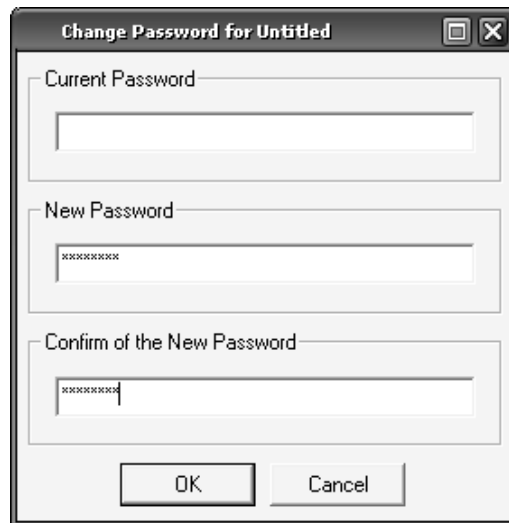 Change Password for Untitled
Current Password
New Password
********
Confirm of the New Password
********
OK Cancel